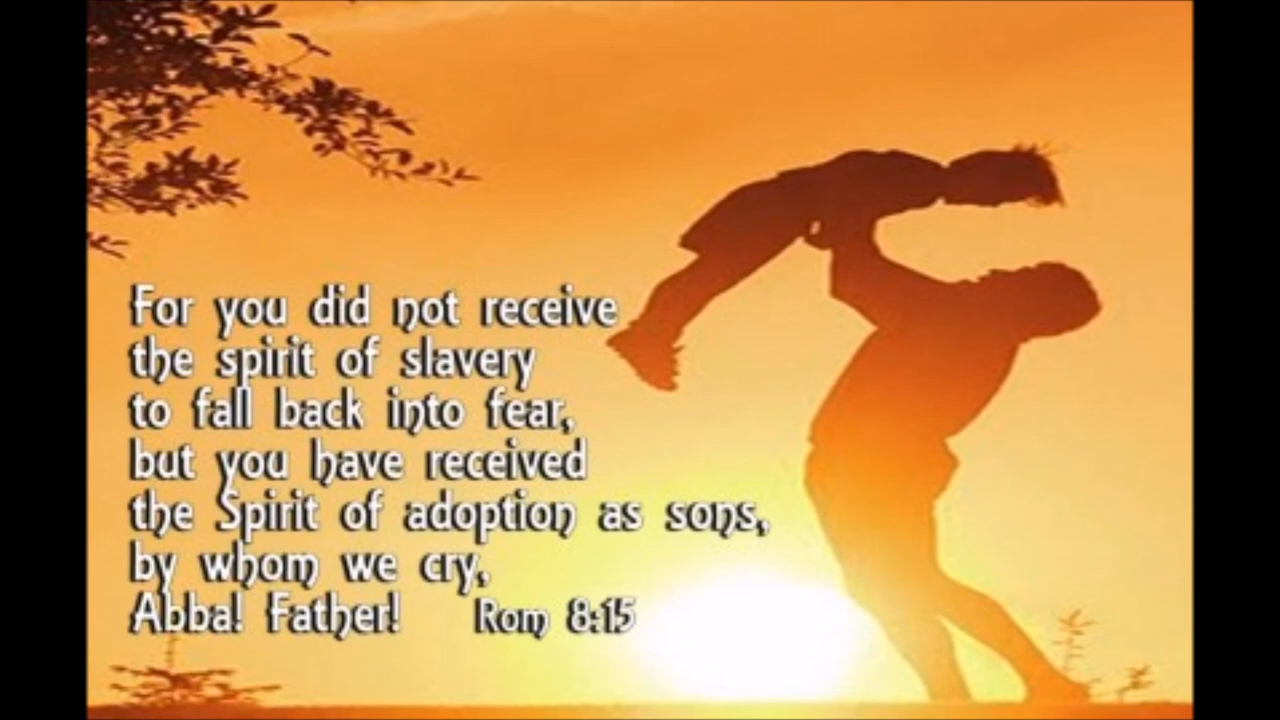 For you did not receive
the spirit of slavery
to fall back into fear,
but you have received
the Spirit of adoption as sons,
by whom we cry,
Abba! Father! Rom 8:15